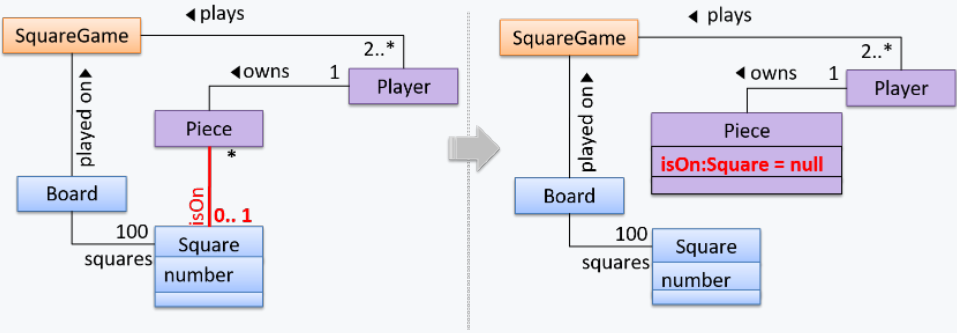 ◀ plays
SquareGame
2..*
◀owns
1
Player
played on▶
Piece
*
isOn
0.. 1
Board
100
squares
Square
number
◀ plays
SquareGame
2..*
◀owns
1
Player
played on▶
Piece
isOn:Square = null
Board
100
squares
Square
number